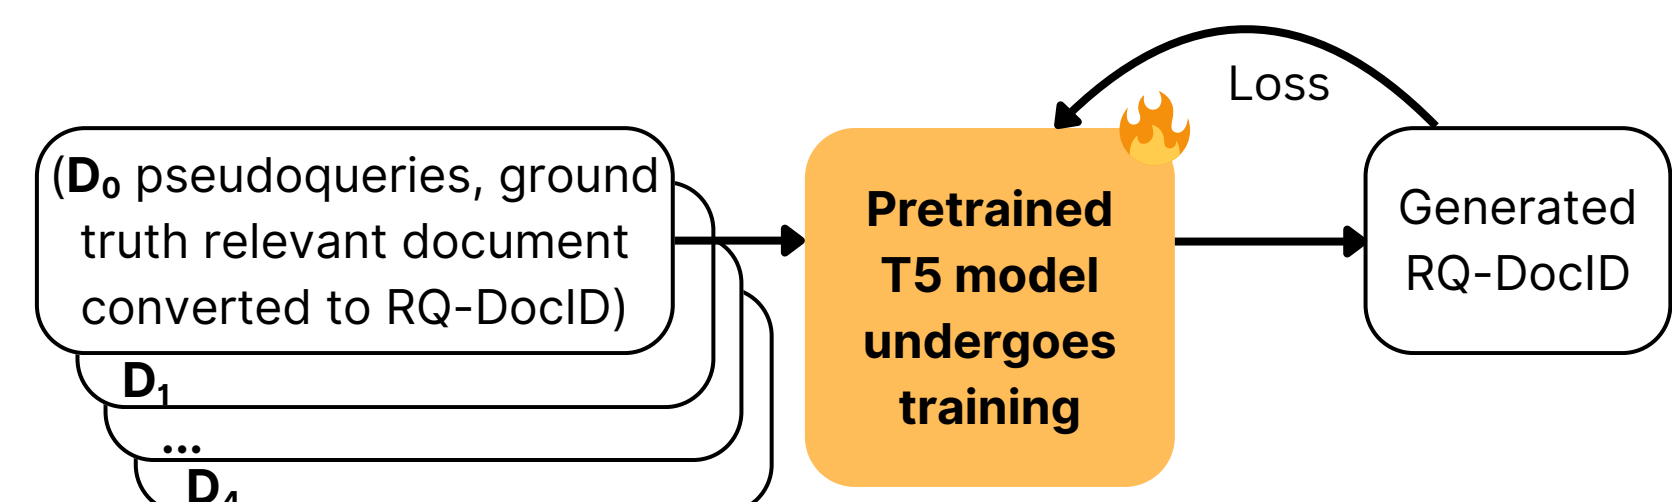 (D₀ pseudoqueries, ground
truth relevant document
converted to RQ-DocID)
D₁
...
D₄
Pretrained
T5 model
undergoes
training
Loss
Generated
RQ-DocID